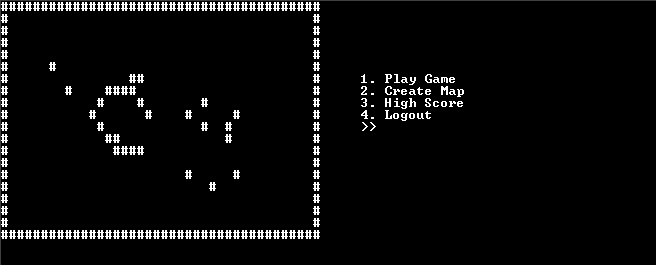 1. Play Game
2. Create Map
3. High Score
4. Logout
>>